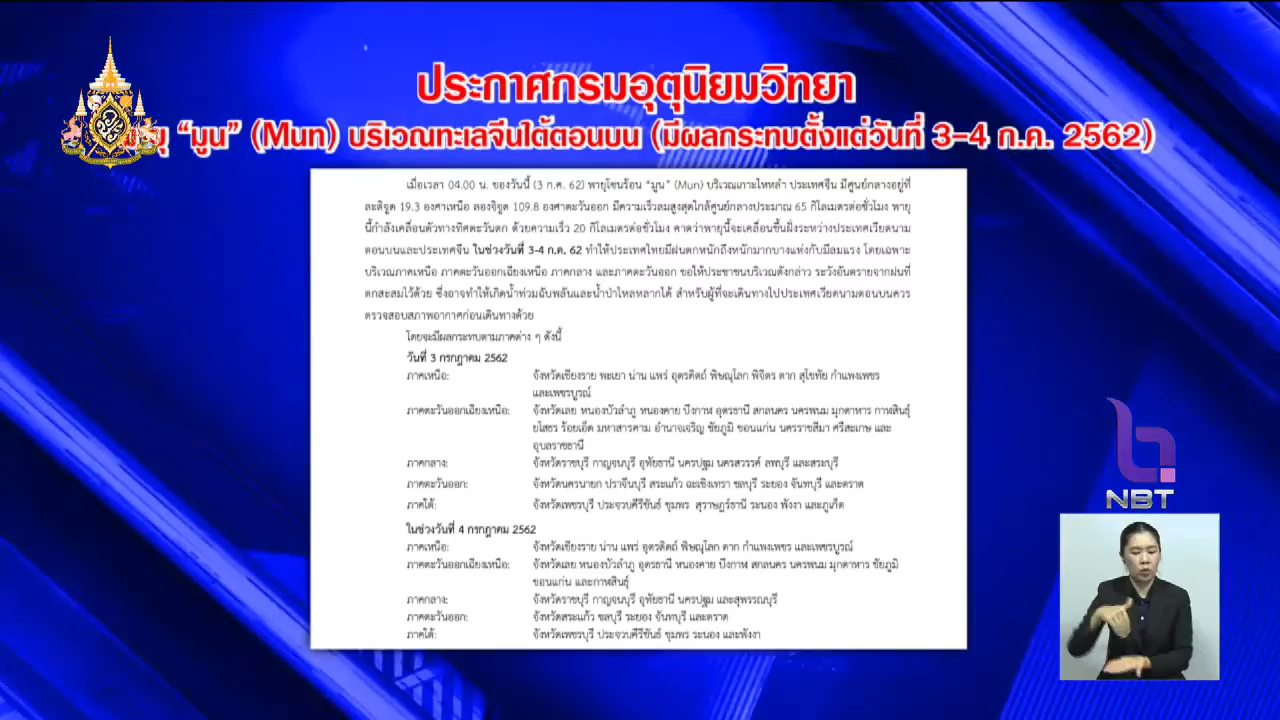 ประกาศกรมอุตุนิยมวิทยา
“มูน” (Mun) บริเวณทะเลจีนใต้ตอนบน (มีผลกระทบตั้งแต่วันที่ 3-4 ก.ค. 2562)
เมื่อเวลา 04.00 น. ของวันนี้ (3 ก.ค. 62) พายุโซนร้อน “มูน” (Mun) บริเวณเกาะไหหลำ ประเทศจีน มีศูนย์กลางอยู่ที่
ละติจูด 19.3 องศาเหนือ ลองจิจูด 109.8 องศาตะวันออก มีความเร็วลมสูงสุดใกล้ศูนย์กลางประมาณ 65 กิโลเมตรต่อชั่วโมง พายุ
นี้กำลังเคลื่อนตัวทางทิศตะวันตก ด้วยความเร็ว 20 กิโลเมตรต่อชั่วโมง คาดว่าพายุนี้จะเคลื่อนขึ้นฝั่งระหว่างประเทศเวียดนาม
ตอนบนและประเทศจีน ในช่วงวันที่ 3-4 ก.ค. 62 ทำให้ประเทศไทยมีฝนตกหนักถึงหนักมากบางแห่งกับมีลมแรง โดยเฉพาะ
บริเวณภาคเหนือ ภาคตะวันออกเฉียงเหนือ ภาคกลาง และภาคตะวันออก ขอให้ประชาชนบริเวณดังกล่าว ระวังอันตรายจากฝนที่
ตกสะสมไว้ด้วย ซึ่งอาจทำให้เกิดน้ำท่วมฉับพลันและน้ำป่าไหลหลากได้ สำหรับผู้ที่จะเดินทางไปประเทศเวียดนามตอนบนควร
ตรวจสอบสภาพอากาศก่อนเดินทางด้วย
โดยจะมีผลกระทบตามภาคต่าง ๆ ดังนี้
วันที่ 3 กรกฎาคม 2562
ภาคเหนือ: จังหวัดเชียงราย พะเยา น่าน แพร่ อุตรดิตถ์ พิษณุโลก พิจิตร ตาก สุโขทัย กำแพงเพชร
และเพชรบูรณ์
ภาคตะวันออกเฉียงเหนือ: จังหวัดเลย หนองบัวลำภู หนองคาย บึงกาฬ อุดรธานี สกลนคร นครพนม มุกดาหาร กาฬสินธุ์
ยโสธร ร้อยเอ็ด มหาสารคาม อำนาจเจริญ ชัยภูมิ ขอนแก่น นครราชสีมา ศรีสะเกษ และ
อุบลราชธานี
ภาคกลาง: จังหวัดราชบุรี กาญจนบุรี อุทัยธานี นครปฐม นครสวรรค์ ลพบุรี และสระบุรี
ภาคตะวันออก: จังหวัดนครนายก ปราจีนบุรี สระแก้ว ฉะเชิงเทรา ชลบุรี ระยอง จันทบุรี และตราด
ภาคใต้: จังหวัดเพชรบุรี ประจวบคีรีขันธ์ ชุมพร สุราษฎร์ธานี ระนอง พังงา และภูเก็ต
ในช่วงวันที่ 4 กรกฎาคม 2562
ภาคเหนือ: จังหวัดเชียงราย น่าน แพร่ อุตรดิตถ์ พิษณุโลก ตาก กำแพงเพชร และเพชรบูรณ์
ภาคตะวันออกเฉียงเหนือ: จังหวัดเลย หนองบัวลำภู อุดรธานี หนองคาย บึงกาฬ สกลนคร นครพนม มุกดาหาร ชัยภูมิ
ขอนแก่น และกาฬสินธุ์
ภาคกลาง: จังหวัดราชบุรี กาญจนบุรี อุทัยธานี นครปฐม และสุพรรณบุรี
ภาคตะวันออก: จังหวัดสระแก้ว ชลบุรี ระยอง จันทบุรี และตราด
ภาคใต้: จังหวัดเพชรบุรี ประจวบคีรีขันธ์ ชุมพร ระนอง และพังงา
NBT